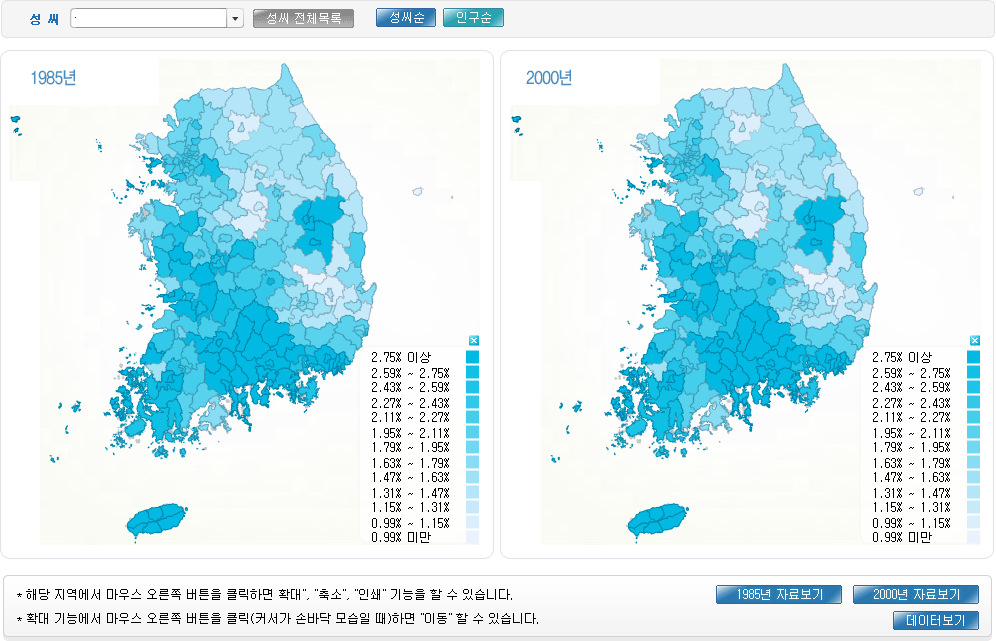 성 씨 성씨 전체목록 성씨순 인구순
1985년 2000년
2.75% 이상
2.59% ~ 2.75%
2.43% ~ 2.59%
2.27% ~ 2.43%
2.11% ~ 2.27%
1.95% ~ 2.11%
1.79% ~ 1.95%
1.63% ~ 1.79%
1.47% ~ 1.63%
1.31% ~ 1.47%
1.15% ~ 1.31%
0.99% ~ 1.15%
0.99% 미만
2.75% 이상
2.59% ~ 2.75%
2.43% ~ 2.59%
2.27% ~ 2.43%
2.11% ~ 2.27%
1.95% ~ 2.11%
1.79% ~ 1.95%
1.63% ~ 1.79%
1.47% ~ 1.63%
1.31% ~ 1.47%
1.15% ~ 1.31%
0.99% ~ 1.15%
0.99% 미만
* 해당 지역에서 마우스 오른쪽 버튼을 클릭하면 확대", "축소", "인쇄" 기능을 할 수 있습니다.
* 확대 기능에서 마우스 오른쪽 버튼을 클릭(커서가 손바닥 모습일 때)하면 "이동" 할 수 있습니다.
1985년 자료보기 2000년 자료보기
데이터보기